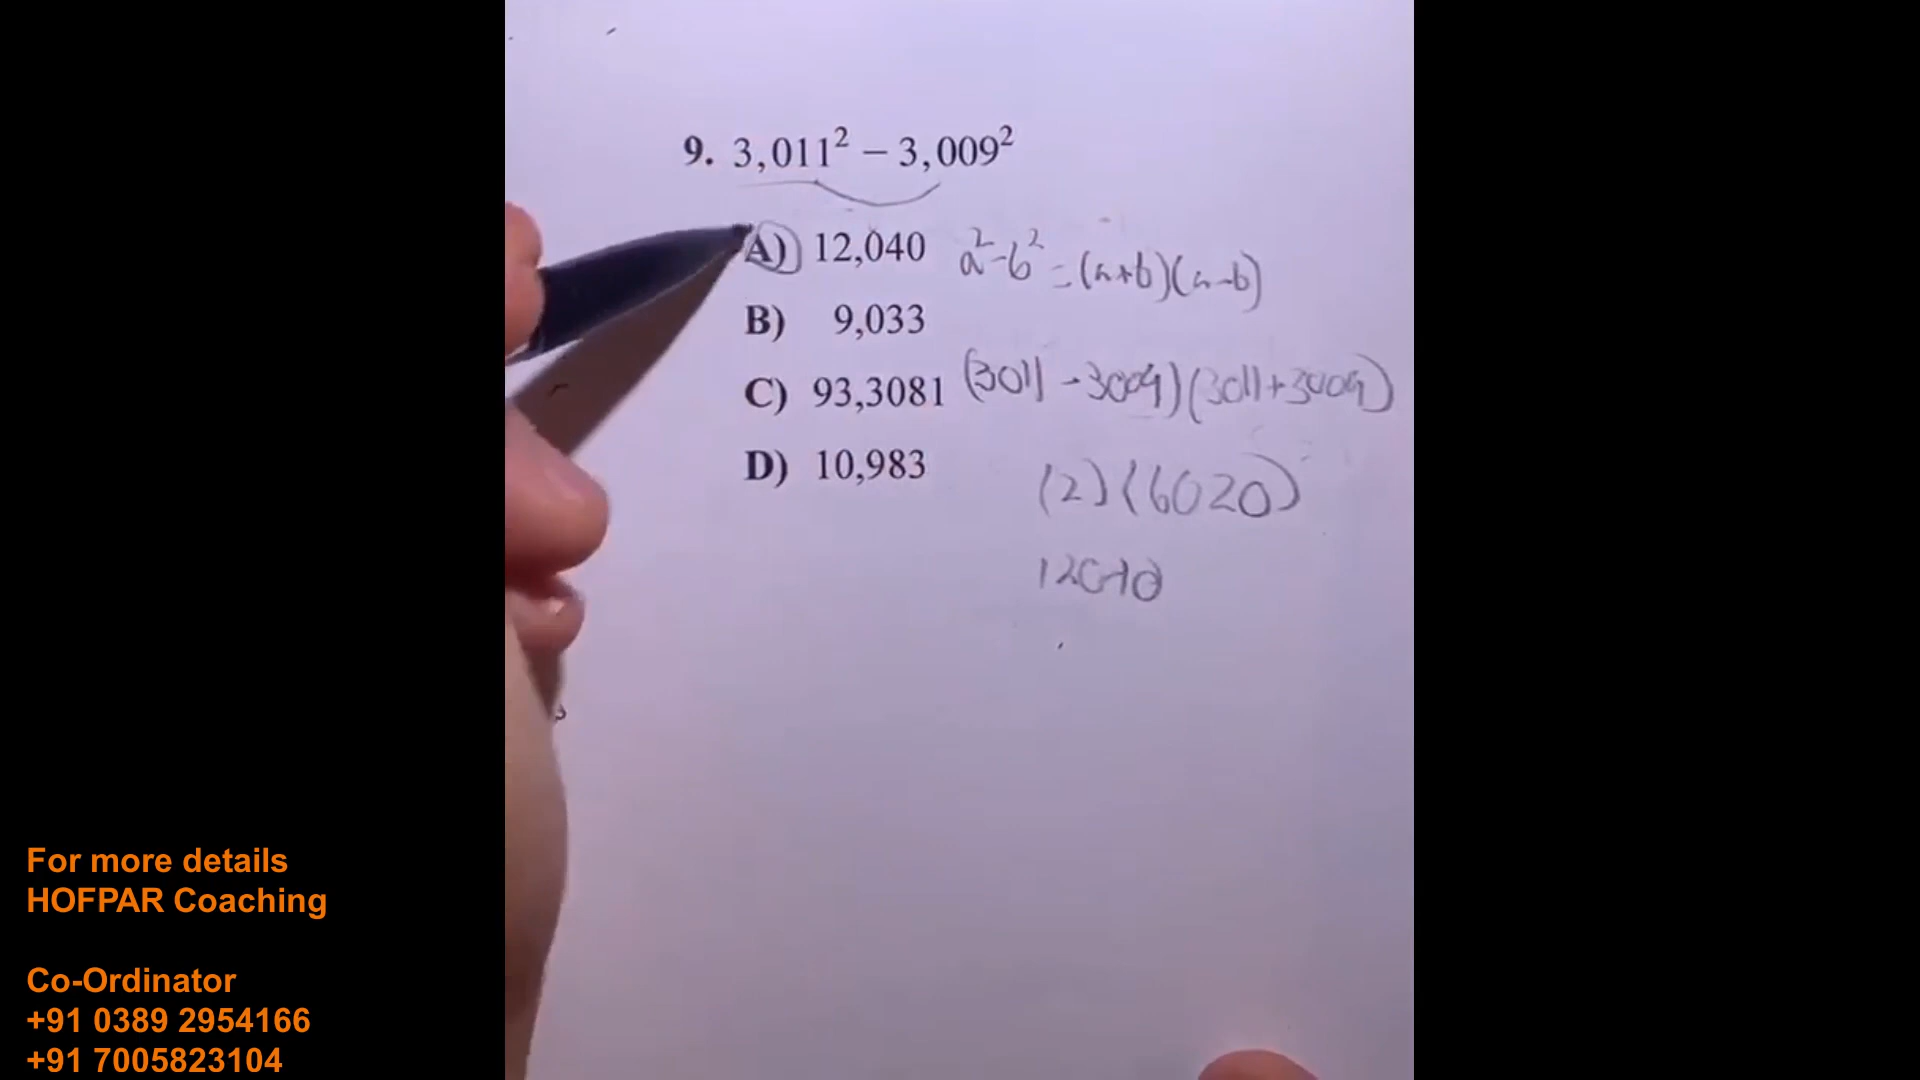 9. 3,011² – 3,009²
A) 12,040
a² - b² = (a+b)(a-b)
B) 9,033
C) 93,3081
(3011 - 3009)(3011+3009)
D) 10,983
(2)(6020)
12040
For more details
HOFPAR Coaching
Co-Ordinator
+91 0389 2954166
+91 7005823104